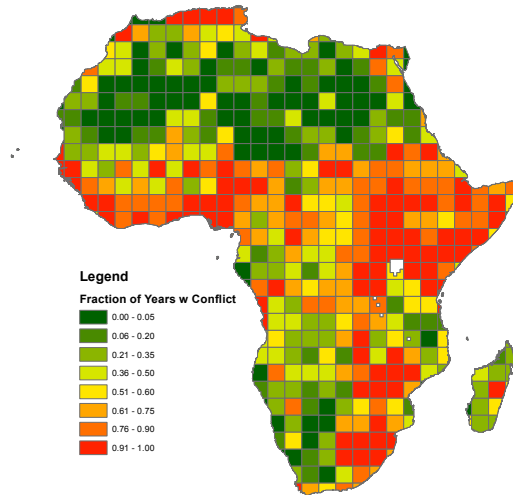 Legend
Fraction of Years w Conflict
0.00 - 0.05
0.06 - 0.20
0.21 - 0.35
0.36 - 0.50
0.51 - 0.60
0.61 - 0.75
0.76 - 0.90
0.91 - 1.00